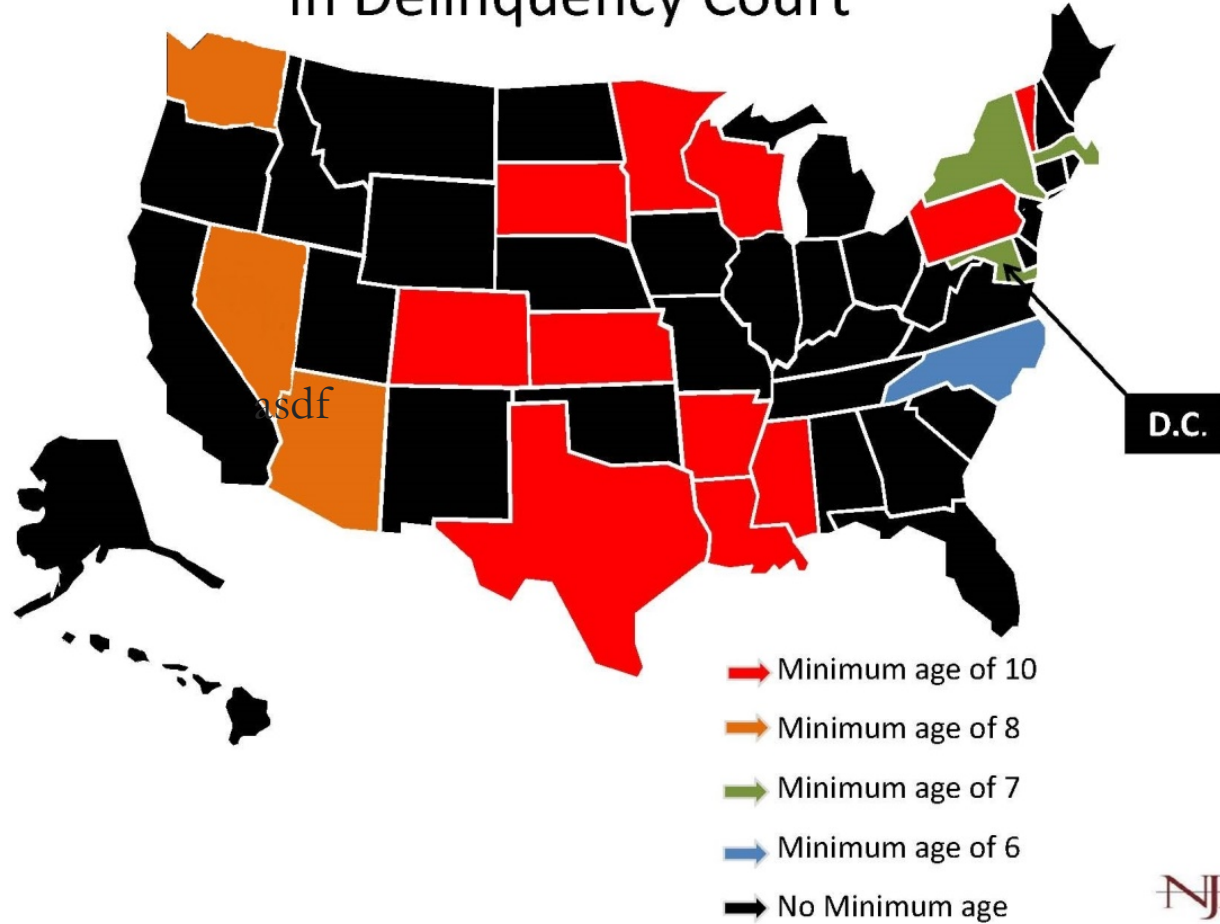 in Delinquency Court
asdf
D.C.
Minimum age of 10
Minimum age of 8
Minimum age of 7
Minimum age of 6
No Minimum age
NJ